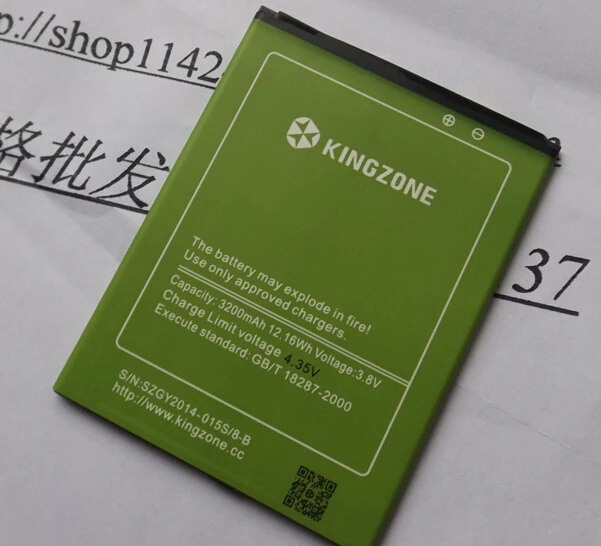 p://shop1142
格批发
37
KINGZONE
The battery may explode in fire!
Use only approved chargers.
Capacity: 3200mAh 12.16Wh Voltage:3.8V
Charge Limit voltage 4.35V
Execute standard: GB/T 18287-2000
S/N:SZGY2014-015S/8-B
http://www.kingzone.cc